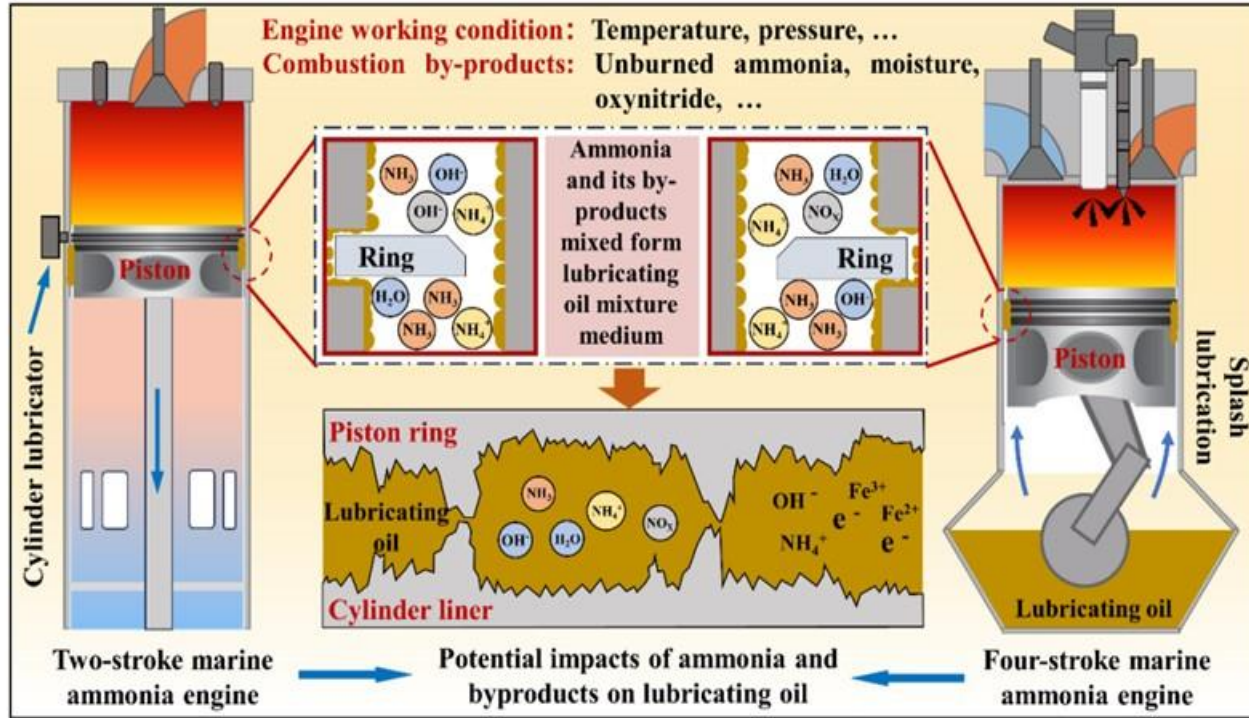 Engine working condition: Temperature, pressure, ...
Combustion by-products: Unburned ammonia, moisture,
oxynitride, ...
Cylinder lubricator
Piston
NH₃
OH⁻
OH⁻
NH₄⁺
Ring
H₂O
NH₃
NH₃
NH₄⁺
Ammonia
and its by-
products
mixed form
lubricating
oil mixture
medium
NH₃
H₂O
NOₓ
NH₄⁺
Ring
NH₃
OH⁻
NH₄⁺
NH₃
Piston
Splash
lubrication
Lubricating oil
Piston ring
Lubricating
oil
NH₃
NH₄⁺
NOₓ
OH⁻
H₂O
OH⁻
Fe³⁺
e⁻
Fe²⁺
NH₄⁺
e⁻
Cylinder liner
Two-stroke marine
ammonia engine
Potential impacts of ammonia and
byproducts on lubricating oil
Four-stroke marine
ammonia engine